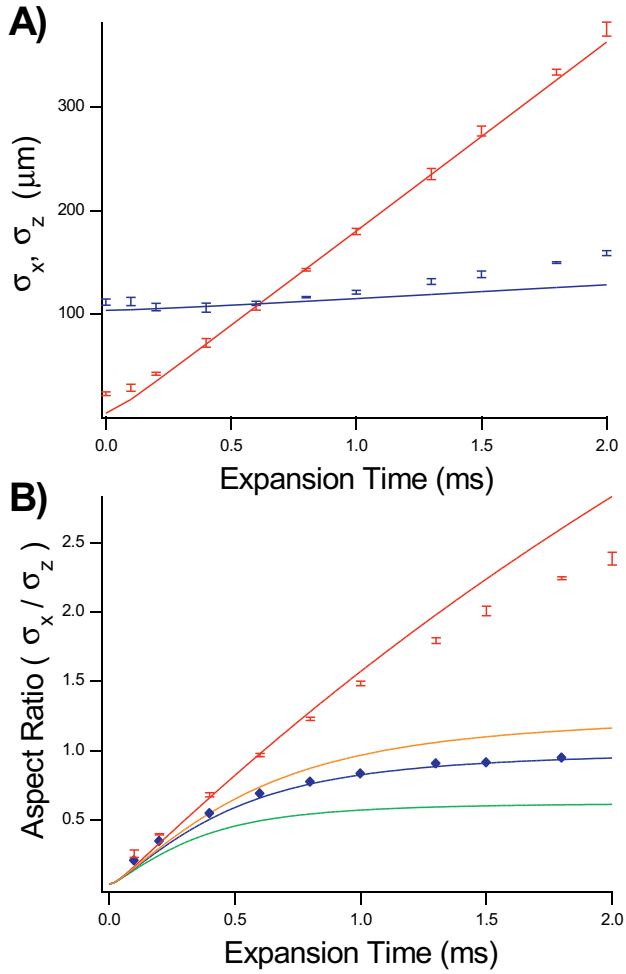 A)
σx, σz (μm)
300
200
100
0.0 0.5 1.0 1.5 2.0
Expansion Time (ms)
B)
Aspect Ratio ( σx / σz )
2.5
2.0
1.5
1.0
0.5
0.0 0.5 1.0 1.5 2.0
Expansion Time (ms)